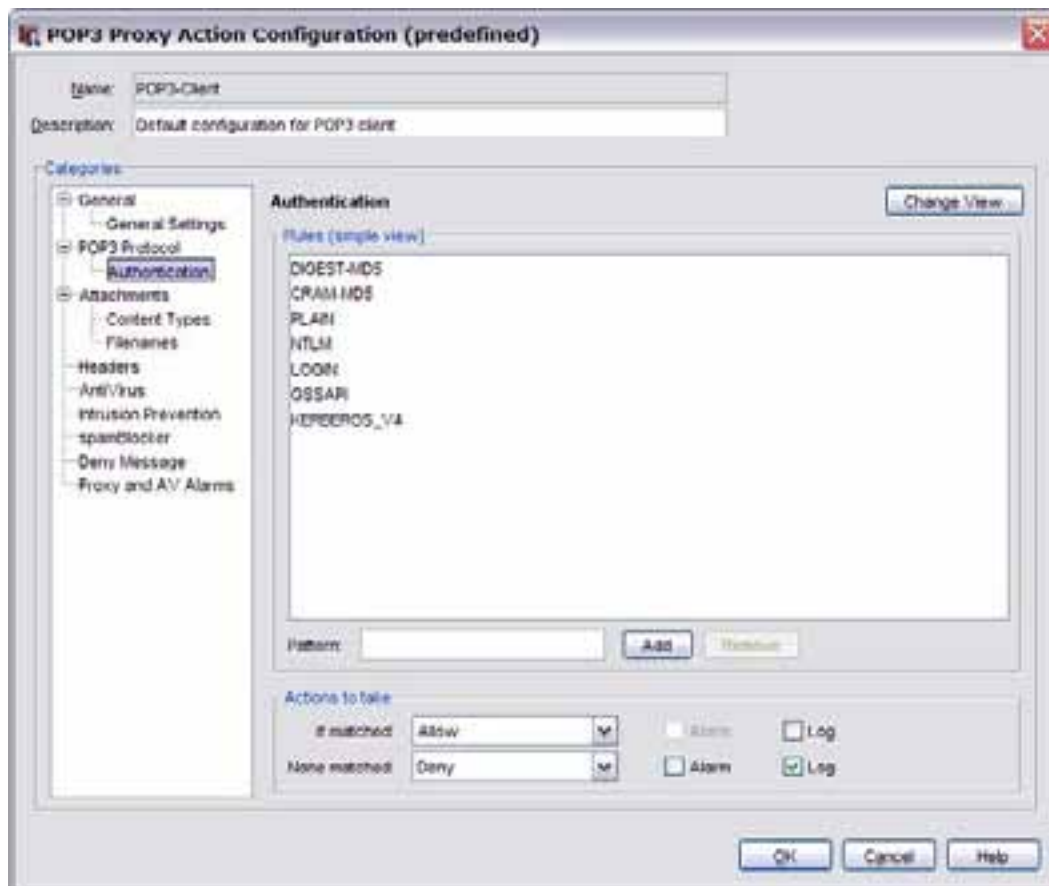 POP3 Proxy Action Configuration (predefined)
Name: POP3-Client
Description: Default configuration for POP3 client
Categories
General
General Settings
POP3 Protocol
Authentication
Attachments
Content Types
Filenames
Headers
AntiVirus
Intrusion Prevention
spamBlocker
Deny Message
Proxy and AV Alarms
Authentication
Change View
Rules (simple view)
DIGEST-MD5
CRAM-MD5
PLAIN
NTLM
LOGIN
GSSAPI
KERBEROS_V4
Pattern:
Add
Remove
Actions to take
If matched: Allow
Alarm
Log
None matched: Deny
Alarm
Log
OK
Cancel
Help